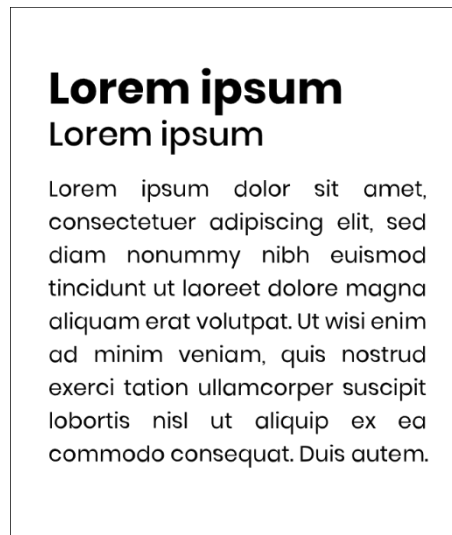 Lorem ipsum
Lorem ipsum
Lorem ipsum dolor sit amet,
consectetuer adipiscing elit, sed
diam nonummy nibh euismod
tincidunt ut laoreet dolore magna
aliquam erat volutpat. Ut wisi enim
ad minim veniam, quis nostrud
exerci tation ullamcorper suscipit
lobortis nisl ut aliquip ex ea
commodo consequat. Duis autem.